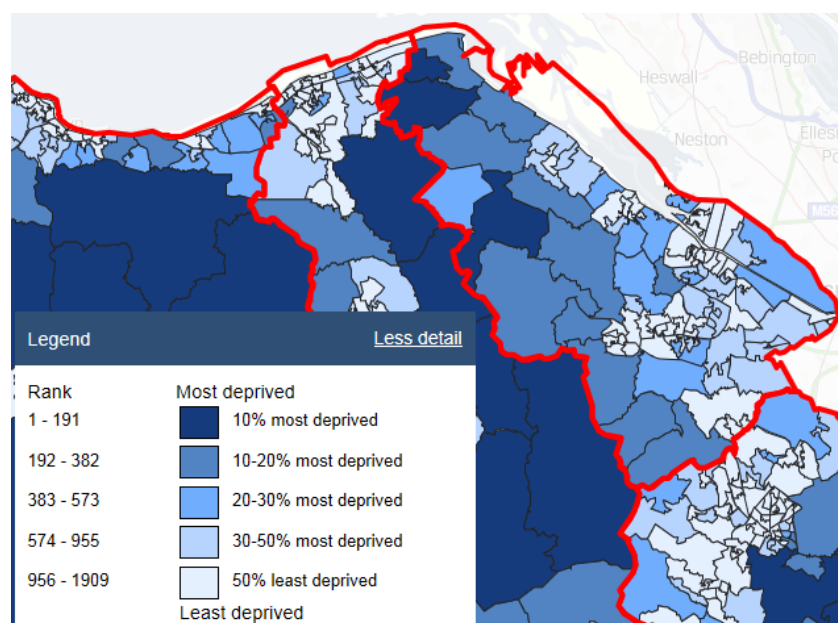 Heswall
Bebington
Neston
M56
Legend Less detail
Rank Most deprived
1 - 191 10% most deprived
192 - 382 10-20% most deprived
383 - 573 20-30% most deprived
574 - 955 30-50% most deprived
956 - 1909 50% least deprived
Least deprived